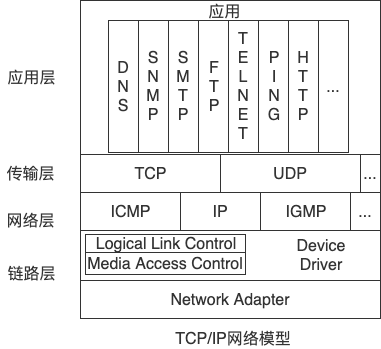 应用
应用层
DNS SNMP SMTP FTP TELNET PING HTTP ...
传输层
TCP UDP ...
网络层
ICMP IP IGMP ...
Logical Link Control
Media Access Control
Device
Driver
链路层
Network Adapter
TCP/IP网络模型